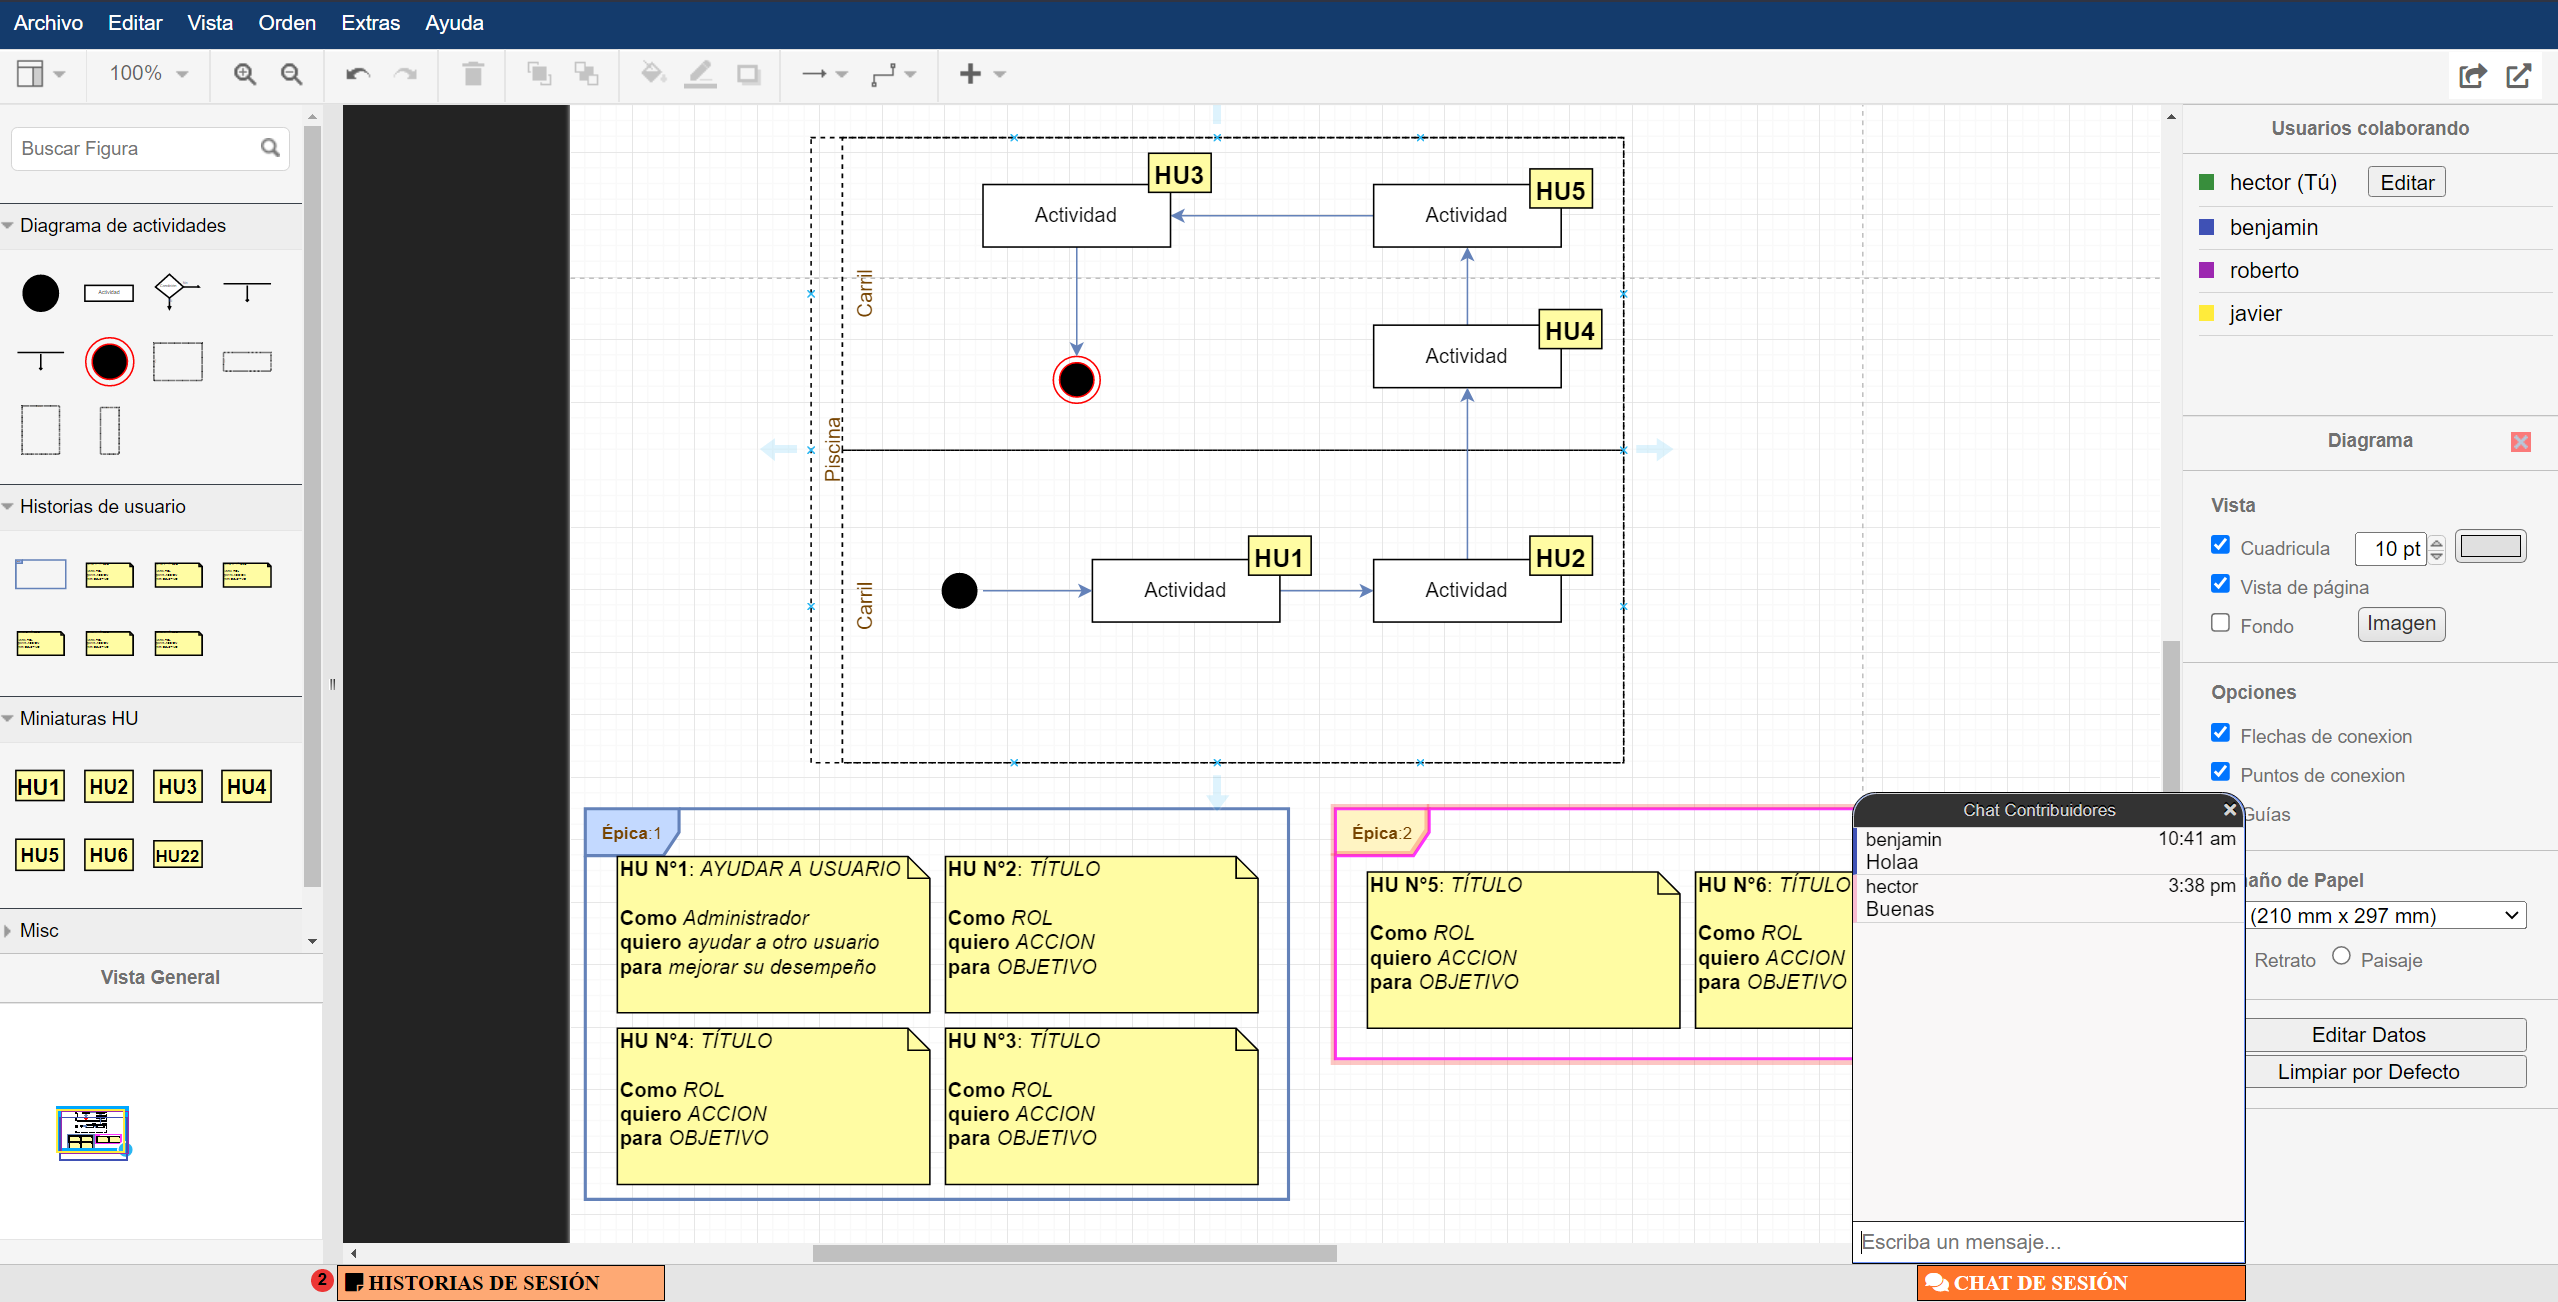 Archivo Editar Vista Orden Extras Ayuda
100%
Buscar Figura
Diagrama de actividades
Actividad
Historias de usuario
Miniaturas HU
HU1 HU2 HU3 HU4
HU5 HU6 HU22
Misc
Vista General
Piscina
Carril
Carril
Actividad
HU3
Actividad
HU5
Actividad
HU4
Actividad
HU1
Actividad
HU2
Épica:1
HU N°1: AYUDAR A USUARIO
Como Administrador
quiero ayudar a otro usuario
para mejorar su desempeño
HU N°2: TÍTULO
Como ROL
quiero ACCION
para OBJETIVO
HU N°4: TÍTULO
Como ROL
quiero ACCION
para OBJETIVO
HU N°3: TÍTULO
Como ROL
quiero ACCION
para OBJETIVO
Épica:2
HU N°5: TÍTULO
Como ROL
quiero ACCION
para OBJETIVO
HU N°6: TÍTULO
Como ROL
quiero ACCION
para OBJETIVO
Usuarios colaborando
hector (Tú) Editar
benjamin
roberto
javier
Diagrama
Vista
Cuadricula 10 pt
Vista de página
Fondo Imagen
Opciones
Flechas de conexion
Puntos de conexion
Guías
año de Papel
(210 mm x 297 mm)
Retrato Paisaje
Editar Datos
Limpiar por Defecto
Chat Contribuidores
benjamin 10:41 am
Holaa
hector 3:38 pm
Buenas
Escriba un mensaje...
2 HISTORIAS DE SESIÓN
CHAT DE SESIÓN